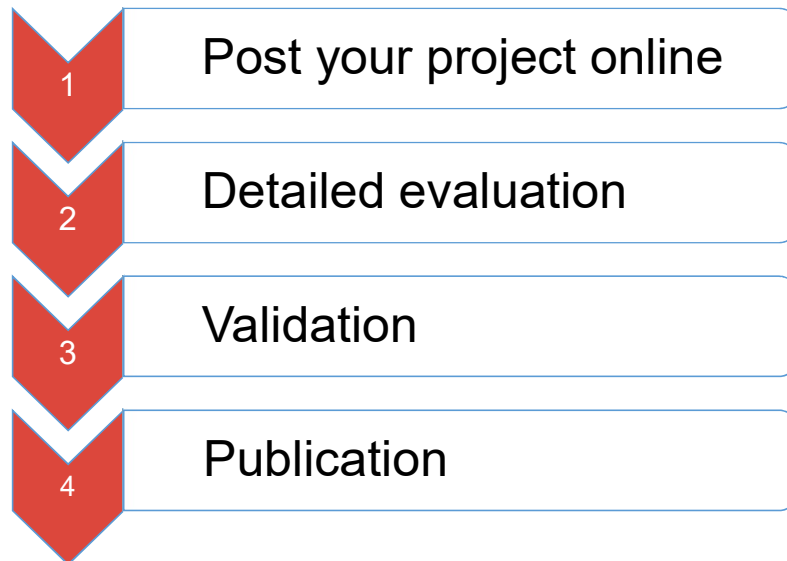 1
Post your project online
2
Detailed evaluation
3
Validation
4
Publication